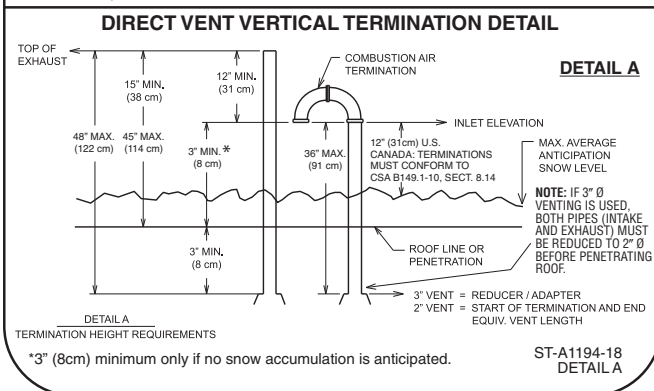 DIRECT VENT VERTICAL TERMINATION DETAIL
TOP OF
EXHAUST
COMBUSTION AIR
TERMINATION
DETAIL A
15" MIN.
(38 cm)
12" MIN.
(31 cm)
INLET ELEVATION
48" MAX.
(122 cm)
45" MAX.
(114 cm)
3" MIN. *
(8 cm)
36" MAX.
(91 cm)
12" (31cm) U.S.
CANADA: TERMINATIONS
MUST CONFORM TO
CSA B149.1-10, SECT. 8.14
MAX. AVERAGE
ANTICIPATION
SNOW LEVEL
NOTE: IF 3" Ø
VENTING IS USED,
BOTH PIPES (INTAKE
AND EXHAUST) MUST
BE REDUCED TO 2" Ø
BEFORE PENETRATING
ROOF.
3" MIN.
(8 cm)
ROOF LINE OR
PENETRATION
3" VENT = REDUCER / ADAPTER
2" VENT = START OF TERMINATION AND END
EQUIV. VENT LENGTH
DETAIL A
TERMINATION HEIGHT REQUIREMENTS
*3" (8cm) minimum only if no snow accumulation is anticipated.
ST-A1194-18
DETAIL A